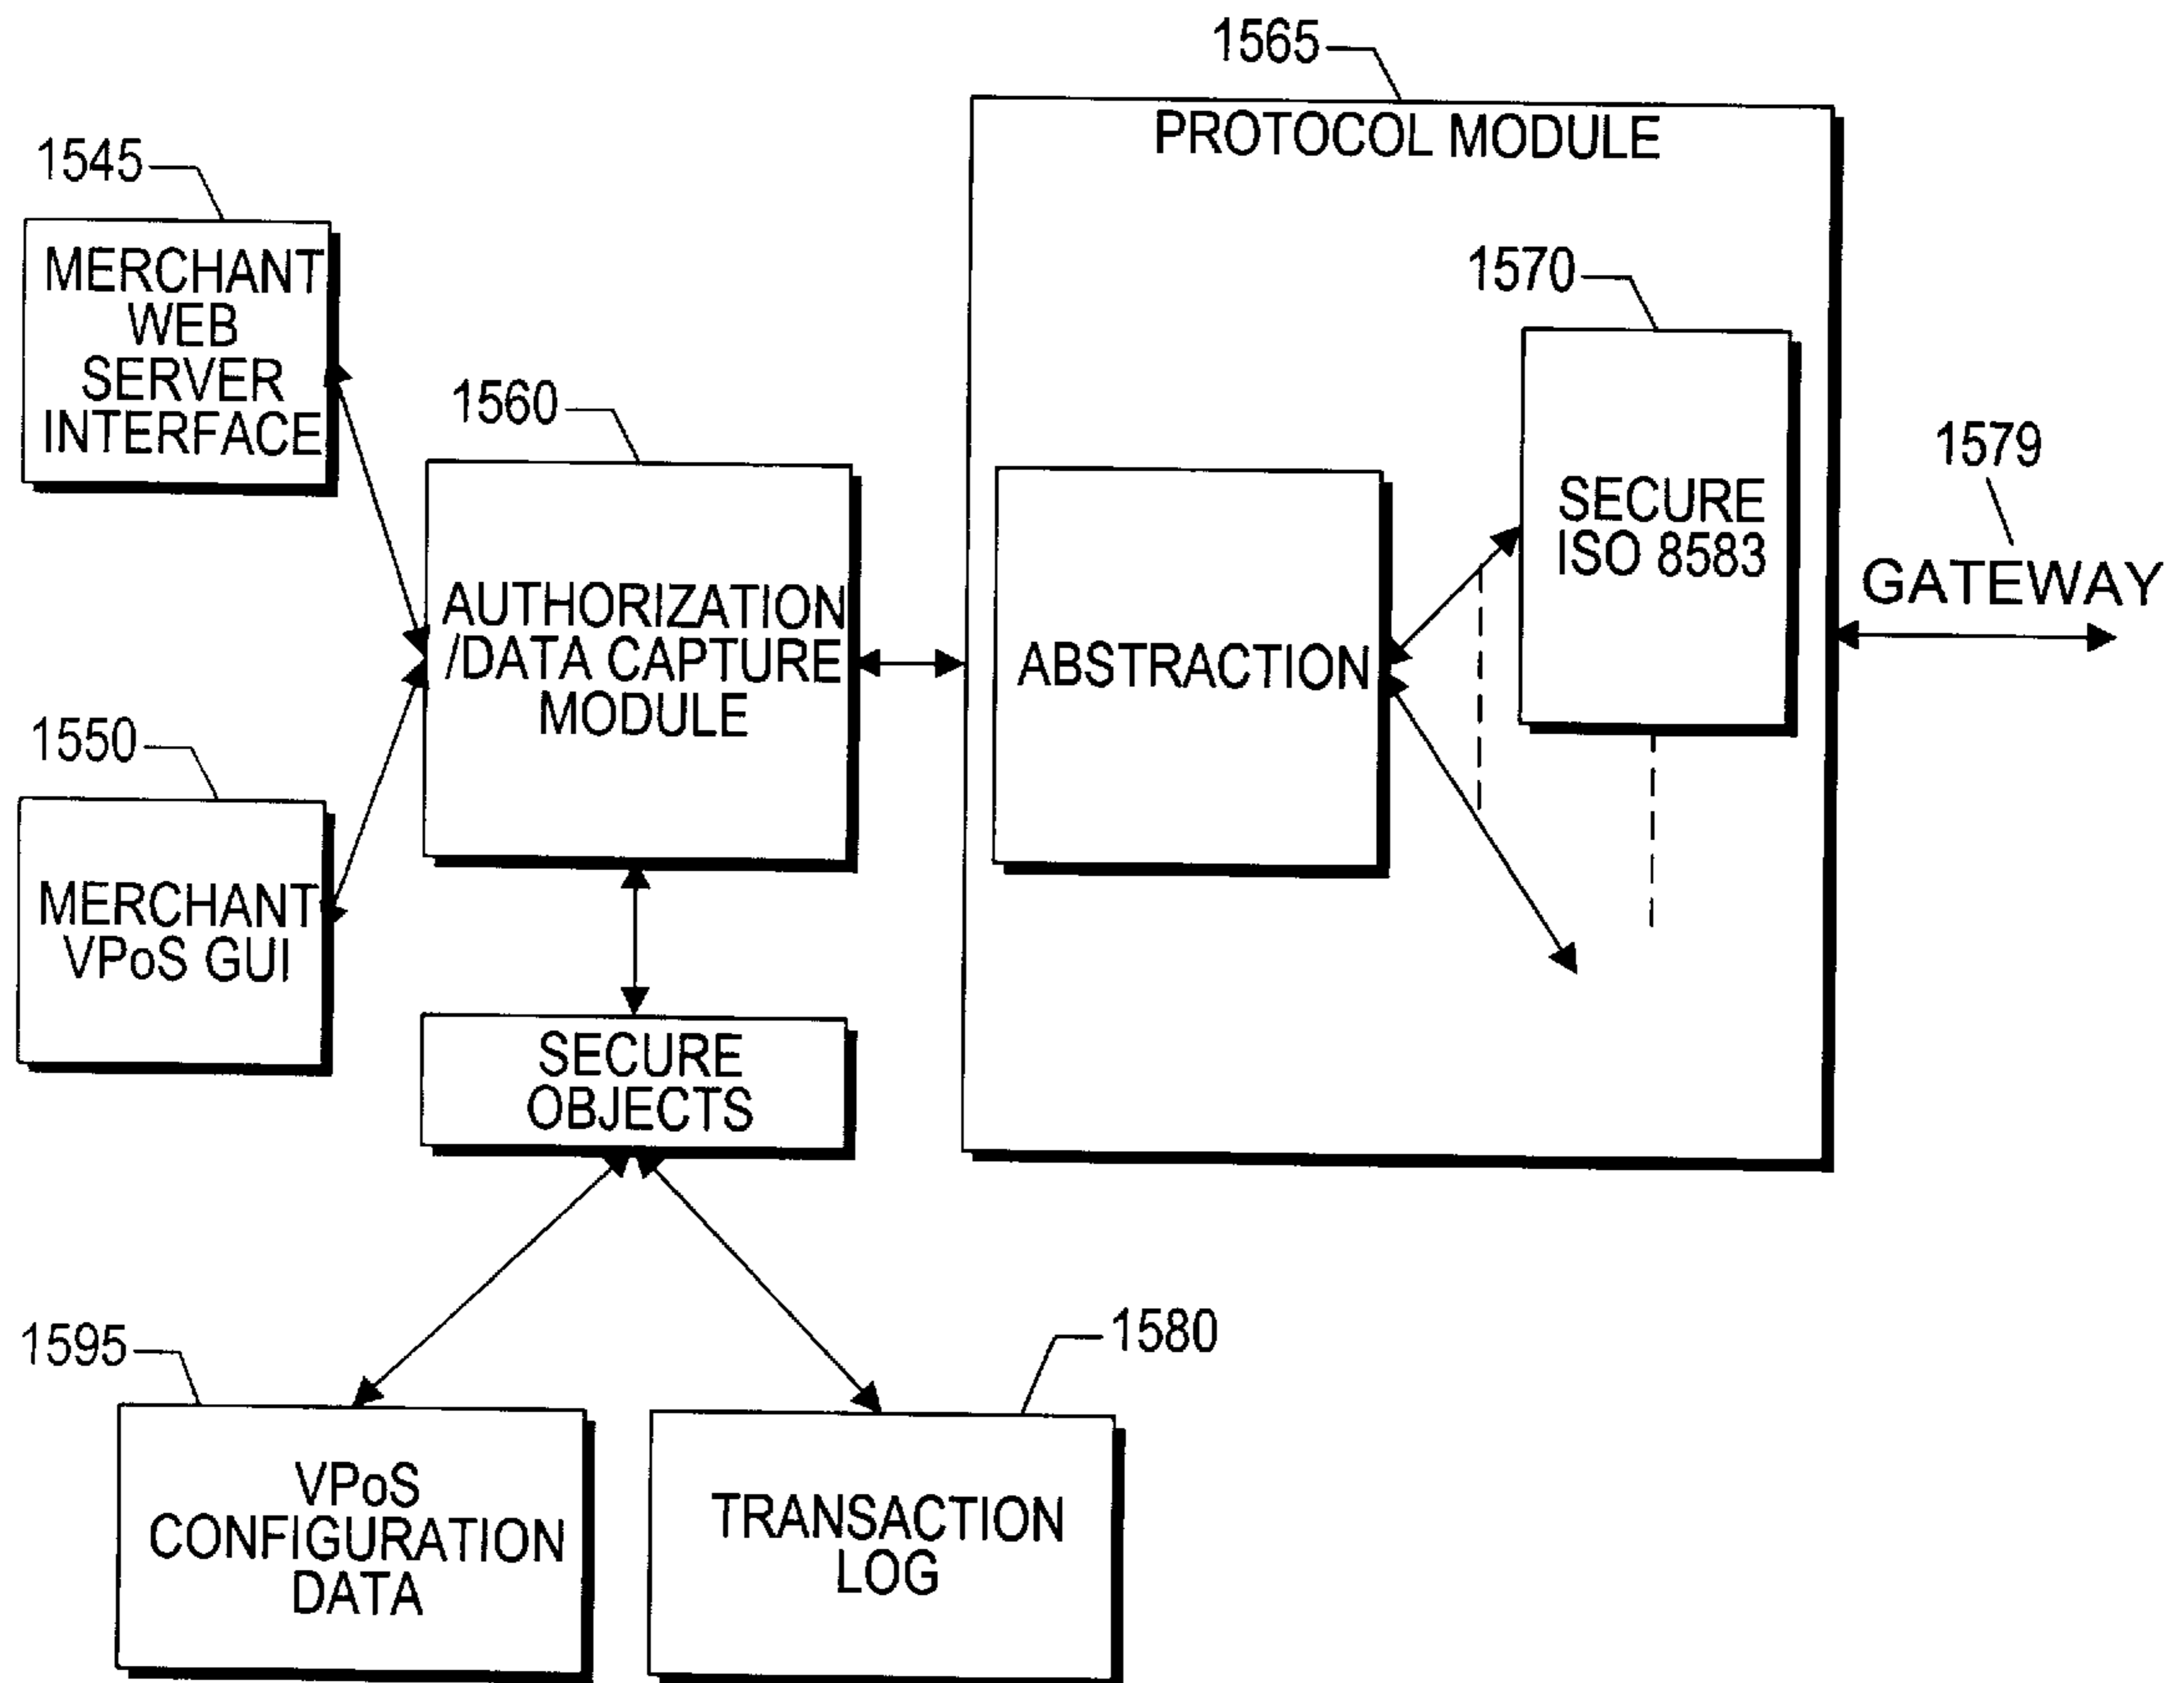 1565
PROTOCOL MODULE
1545
MERCHANT
WEB
SERVER
INTERFACE
1570
SECURE
ISO 8583
1560
AUTHORIZATION
/DATA CAPTURE
MODULE
ABSTRACTION
1579
GATEWAY
1550
MERCHANT
VPoS GUI
SECURE
OBJECTS
1595
VPoS
CONFIGURATION
DATA
1580
TRANSACTION
LOG